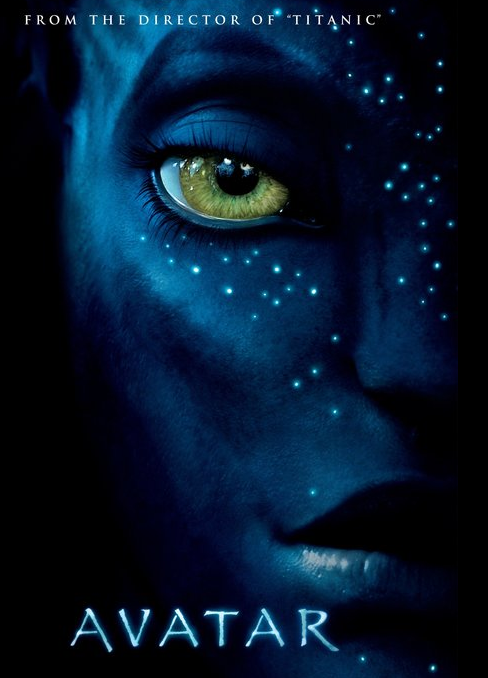 FROM THE DIRECTOR OF “TITANIC”
AVATAR